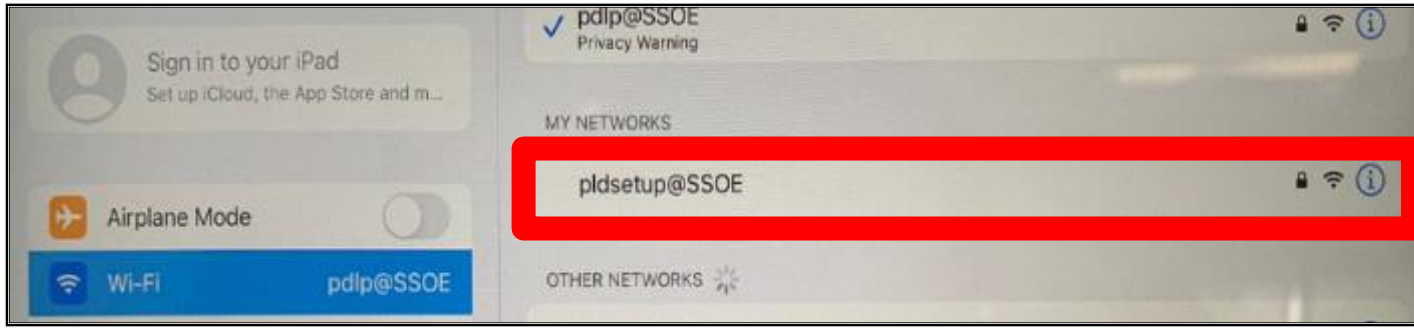 Sign in to your iPad
Set up iCloud, the App Store and m...
Airplane Mode
Wi-Fi pdlp@SSOE
pdlp@SSOE
Privacy Warning
MY NETWORKS
pldsetup@SSOE
OTHER NETWORKS